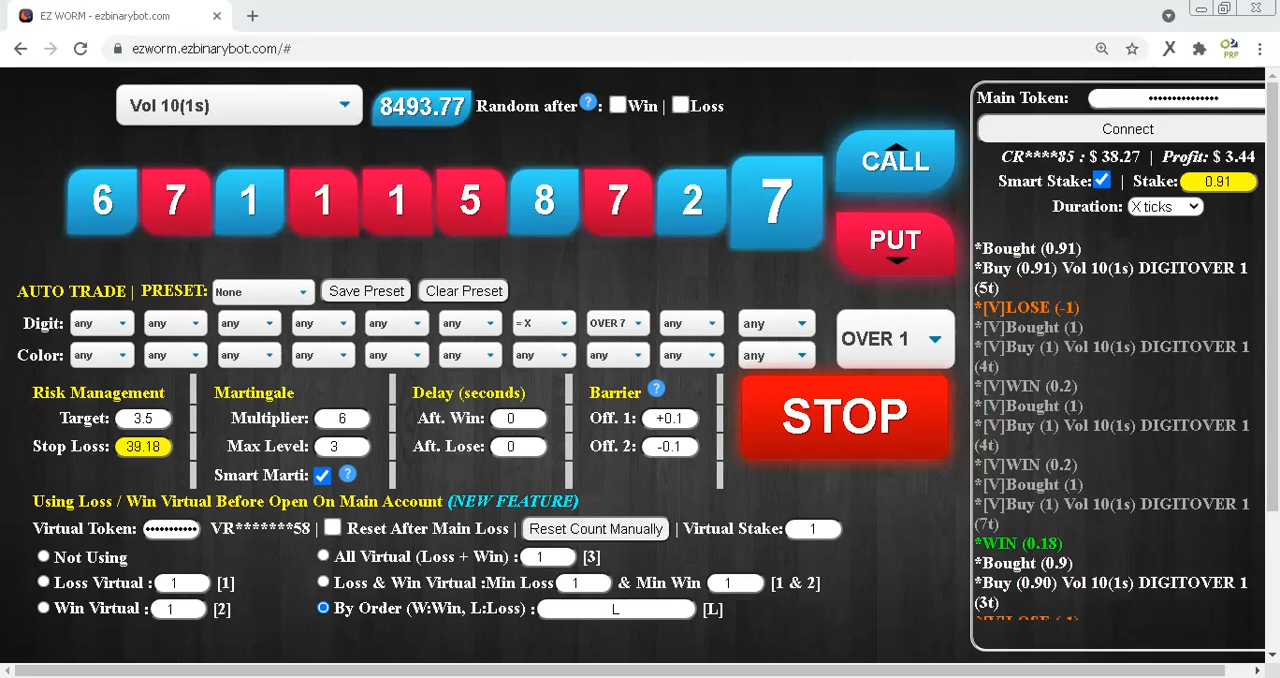 EZ WORM - ezbinarybot.com
ezworm.ezbinarybot.com/#
PRP
Vol 10(1s) 8493.77 Random after ? : Win | Loss
6 7 1 1 1 5 8 7 2 7
CALL
PUT
AUTO TRADE | PRESET: None Save Preset Clear Preset
Digit: any any any any any any = X OVER 7 any any
Color: any any any any any any any any any any
OVER 1
STOP
Risk Management Martingale Delay (seconds) Barrier ?
Target: 3.5 Multiplier: 6 Aft. Win: 0 Off. 1: +0.1
Stop Loss: 39.18 Max Level: 3 Aft. Lose: 0 Off. 2: -0.1
Smart Marti: ?
Using Loss / Win Virtual Before Open On Main Account (NEW FEATURE)
Virtual Token: •••••••••• VR*******58 | Reset After Main Loss | Reset Count Manually | Virtual Stake: 1
Not Using All Virtual (Loss + Win) : 1 [3]
Loss Virtual : 1 [1] Loss & Win Virtual :Min Loss 1 & Min Win 1 [1 & 2]
Win Virtual : 1 [2] By Order (W:Win, L:Loss) : L [L]
Main Token: ••••••••••••••••
Connect
CR****85 : $ 38.27 | Profit: $ 3.44
Smart Stake: | Stake: 0.91
Duration: X ticks
*Bought (0.91)
*Buy (0.91) Vol 10(1s) DIGITOVER 1
(5t)
*[V]LOSE (-1)
*[V]Bought (1)
*[V]Buy (1) Vol 10(1s) DIGITOVER 1
(4t)
*[V]WIN (0.2)
*[V]Bought (1)
*[V]Buy (1) Vol 10(1s) DIGITOVER 1
(4t)
*[V]WIN (0.2)
*[V]Bought (1)
*[V]Buy (1) Vol 10(1s) DIGITOVER 1
(7t)
*WIN (0.18)
*Bought (0.9)
*Buy (0.90) Vol 10(1s) DIGITOVER 1
(3t)
*[V]LOSE (-1)